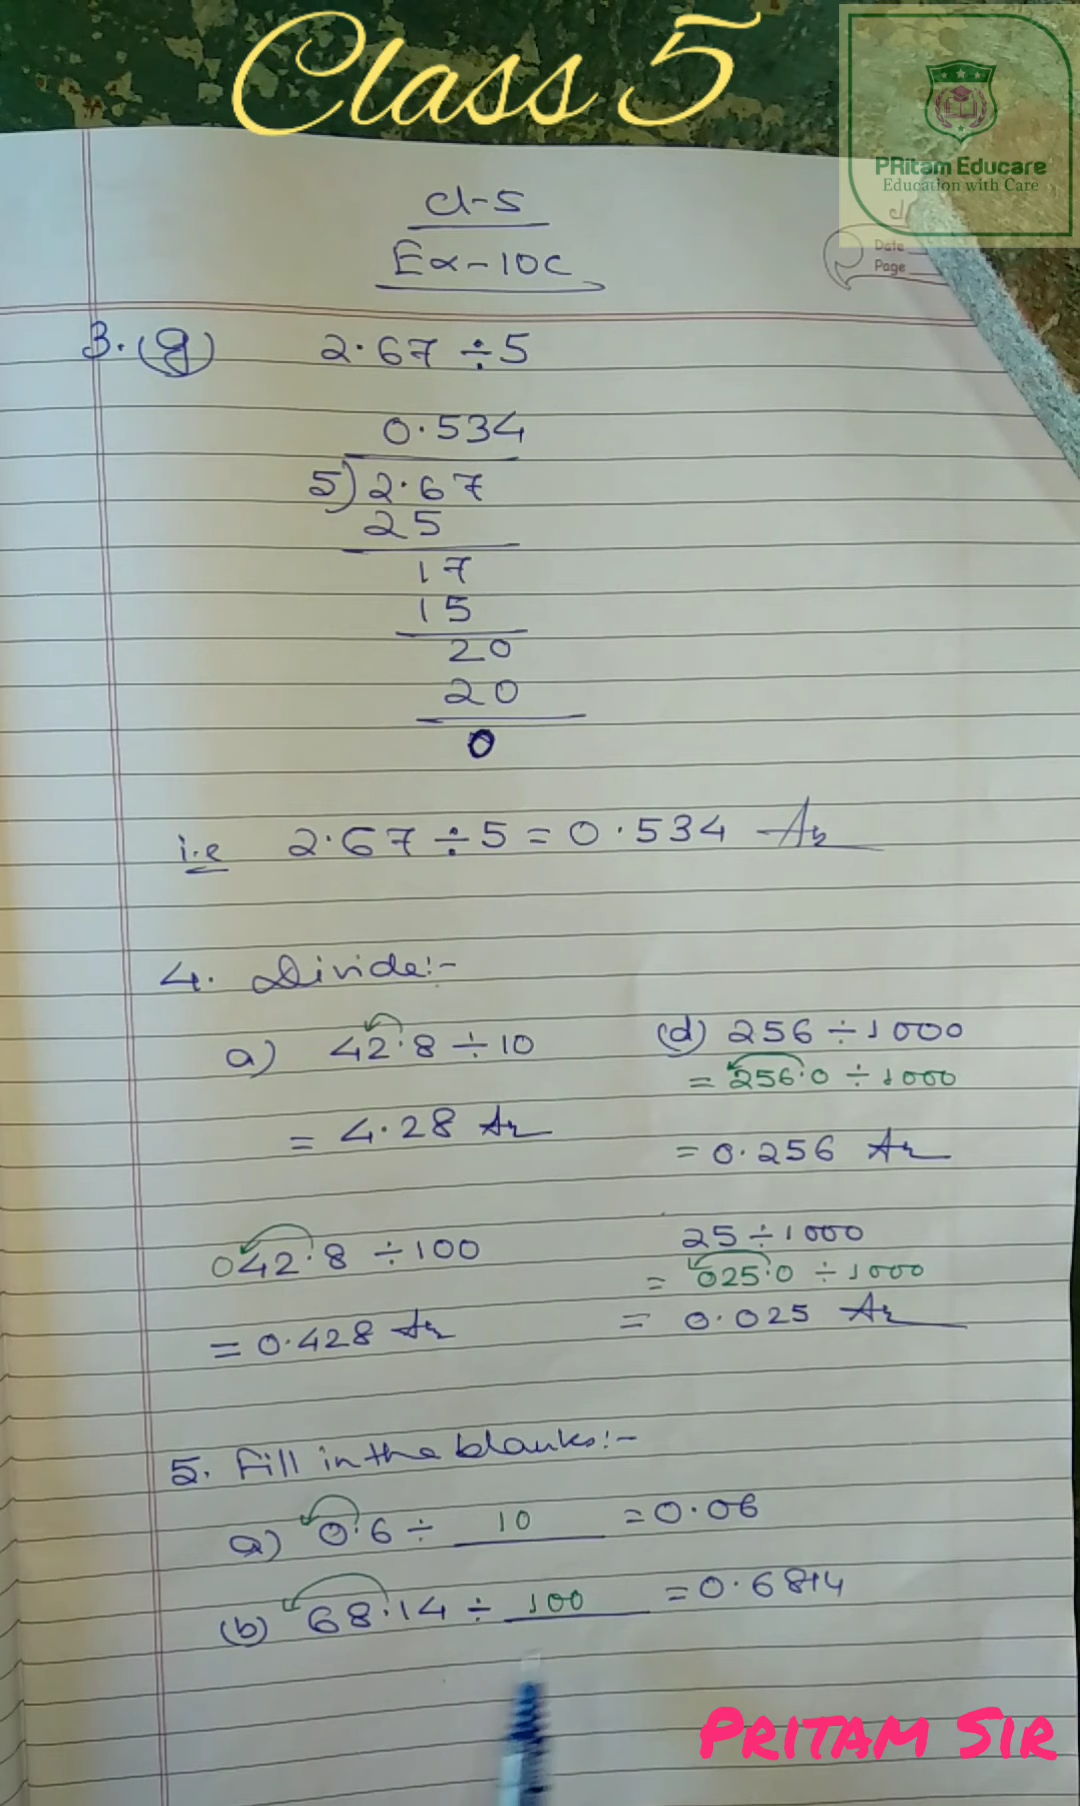 Class 5
PRitam Educare
Education with Care
Cl-5
Date
Page
Ex-10C
3. (g) 2.67 ÷ 5
0.534
5) 2.67
25
17
15
20
20
0
i.e 2.67 ÷ 5 = 0.534 Ans
4. Divide:-
a) 42.8 ÷ 10
= 4.28 Ans
(d) 256 ÷ 1000
= 256.0 ÷ 1000
= 0.256 Ans
042.8 ÷ 100
= 0.428 Ans
25 ÷ 1000
= 025.0 ÷ 1000
= 0.025 Ans
5. Fill in the blanks:-
a) 0.6 ÷ 10 = 0.06
(b) 68.14 ÷ 100 = 0.6814
PRITAM SIR